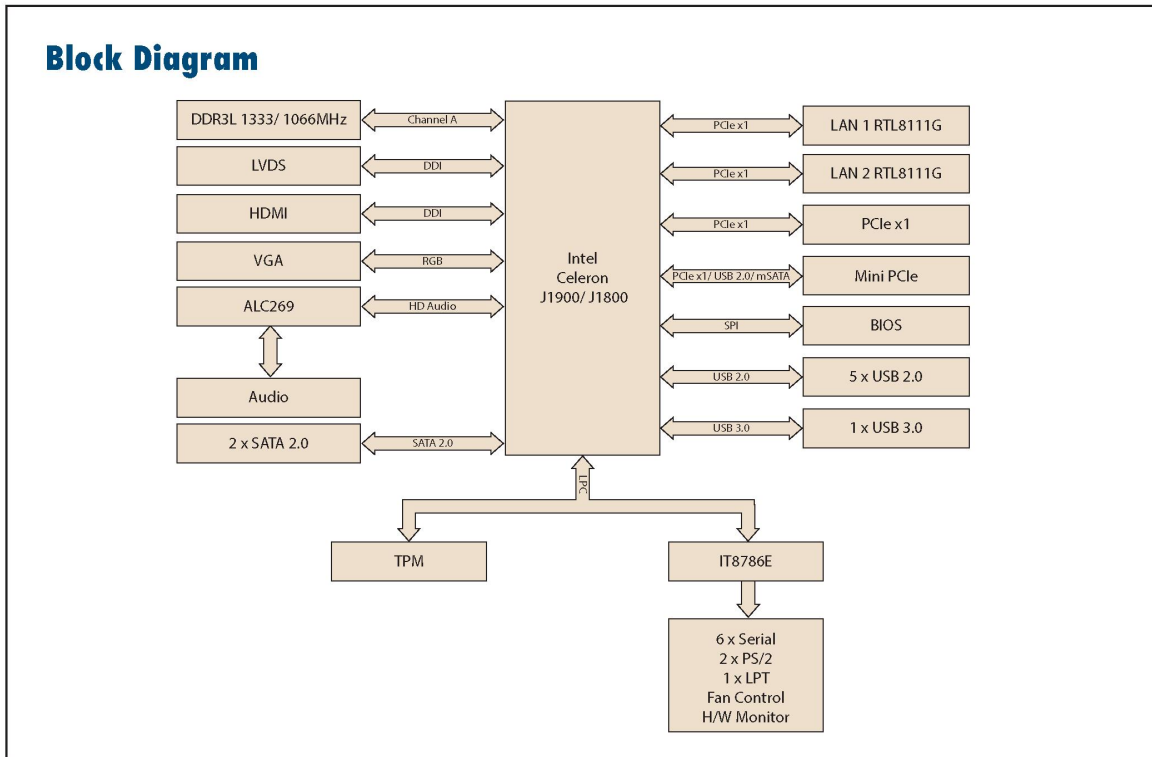 Block Diagram
DDR3L 1333/ 1066MHz
Channel A
LVDS
DDI
HDMI
DDI
VGA
RGB
ALC269
HD Audio
Audio
2 x SATA 2.0
SATA 2.0
Intel
Celeron
J1900/ J1800
PCIe x1
LAN 1 RTL8111G
PCIe x1
LAN 2 RTL8111G
PCIe x1
PCIe x1
PCIe x1/ USB 2.0/ mSATA
Mini PCIe
SPI
BIOS
USB 2.0
5 x USB 2.0
USB 3.0
1 x USB 3.0
LPC
TPM
IT8786E
6 x Serial
2 x PS/2
1 x LPT
Fan Control
H/W Monitor